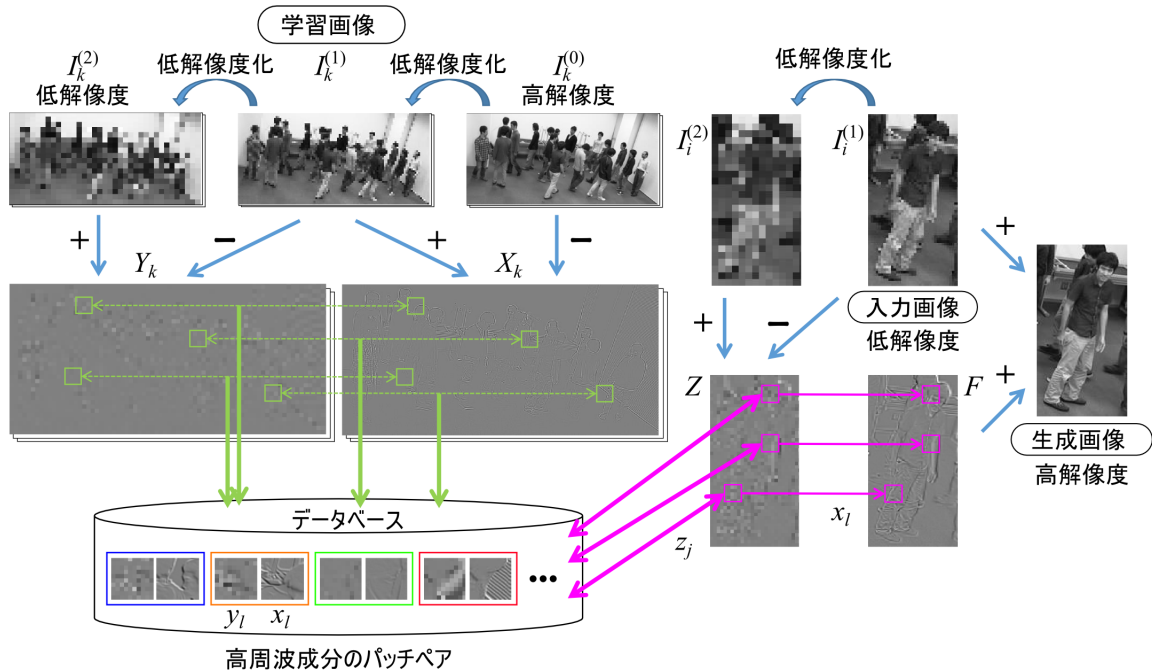 学習画像
I_k^{(2)} 低解像度化 I_k^{(1)} 低解像度化 I_k^{(0)}
低解像度 高解像度
低解像度化
I_i^{(2)} I_i^{(1)}
+ − + −
Y_k X_k
+
+ −
入力画像
低解像度
Z F
+
生成画像
高解像度
x_l
z_j
データベース
•••
y_l x_l
高周波成分のパッチペア